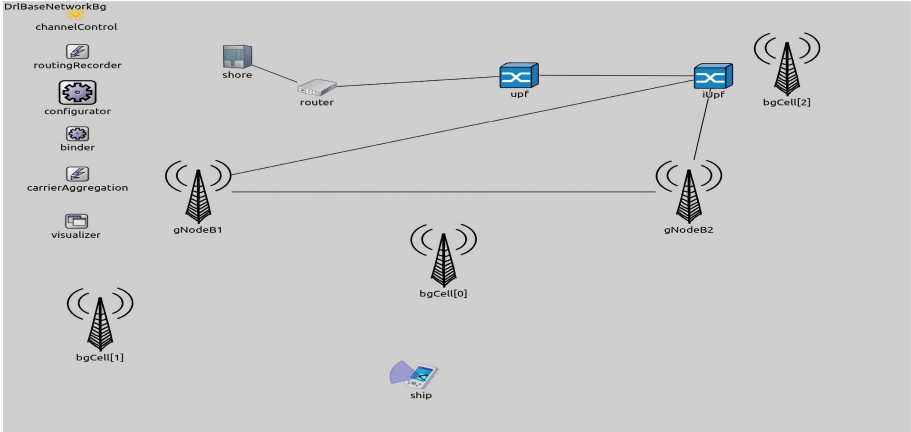 DrlBaseNetworkBg
channelControl
routingRecorder
configurator
binder
carrierAggregation
visualizer
shore
router
upf
iUpf
bgCell[2]
gNodeB1
gNodeB2
bgCell[0]
bgCell[1]
ship